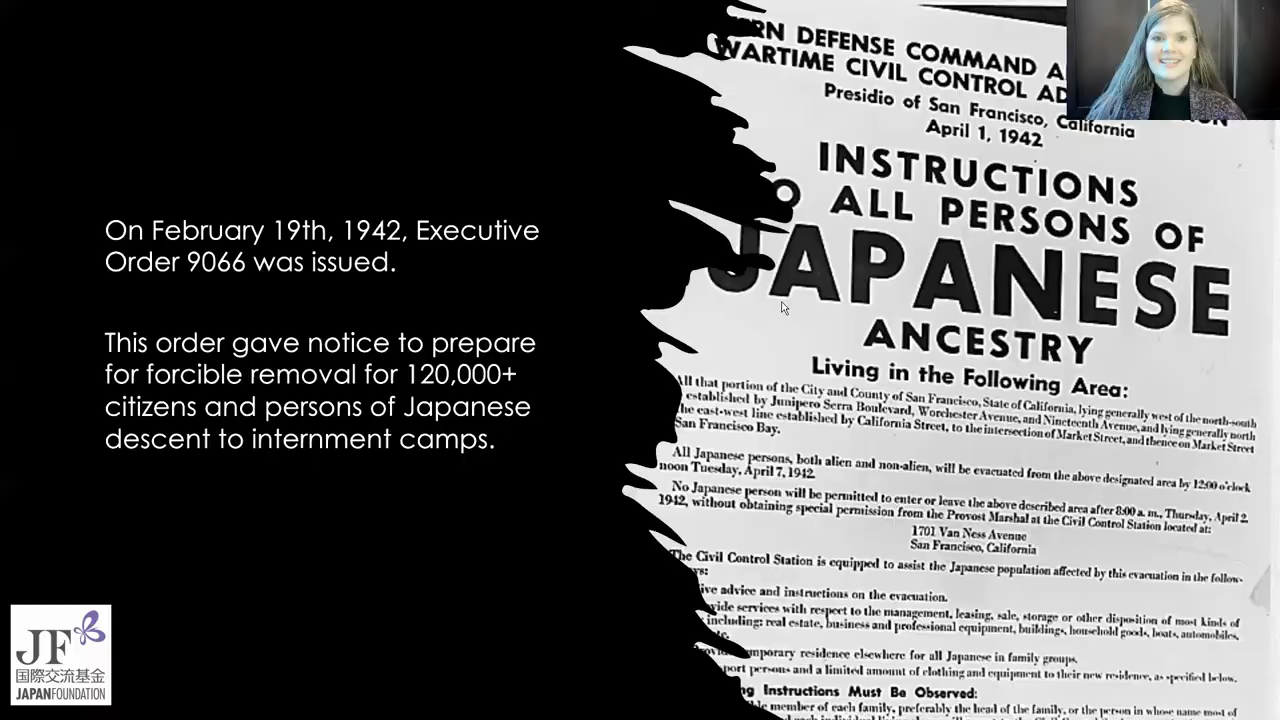 On February 19th, 1942, Executive
Order 9066 was issued.
This order gave notice to prepare
for forcible removal for 120,000+
citizens and persons of Japanese
descent to internment camps.
JF
国際交流基金
JAPANFOUNDATION
DEFENSE COMMAND
WARTIME CIVIL CONTROL
Presidio of San Francisco, California
April 1, 1942
INSTRUCTIONS
ALL PERSONS OF
JAPANESE
ANCESTRY
Living in the Following Area:
All that portion of the City and County of San Francisco, State of California, lying generally west of the north-south
established by Junipero Serra Boulevard, Worchester Avenue, and Nineteenth Avenue, and lying generally north
the east-west line established by California Street, to the intersection of Market Street, and thence on Market Street
San Francisco Bay.
All Japanese persons, both alien and non-alien, will be evacuated from the above designated area by 12:00 o'clock
noon Tuesday, April 7, 1942.
No Japanese person will be permitted to enter or leave the above described area after 8:00 a. m., Thursday, April 2,
1942, without obtaining special permission from the Provost Marshal at the Civil Control Station located at:
1701 Van Ness Avenue
San Francisco, California
The Civil Control Station is equipped to assist the Japanese population affected by this evacuation in the follow-
advice and instructions on the evacuation.
services with respect to the management, leasing, sale, storage or other disposition of most kinds of
including: real estate, business and professional equipment, buildings, household goods, boats, automobiles,
residence elsewhere for all Japanese in family groups.
persons and a limited amount of clothing and equipment to their new residence, as specified below.
Instructions Must Be Observed:
member of each family, preferably the head of the family, or the person in whose name most of